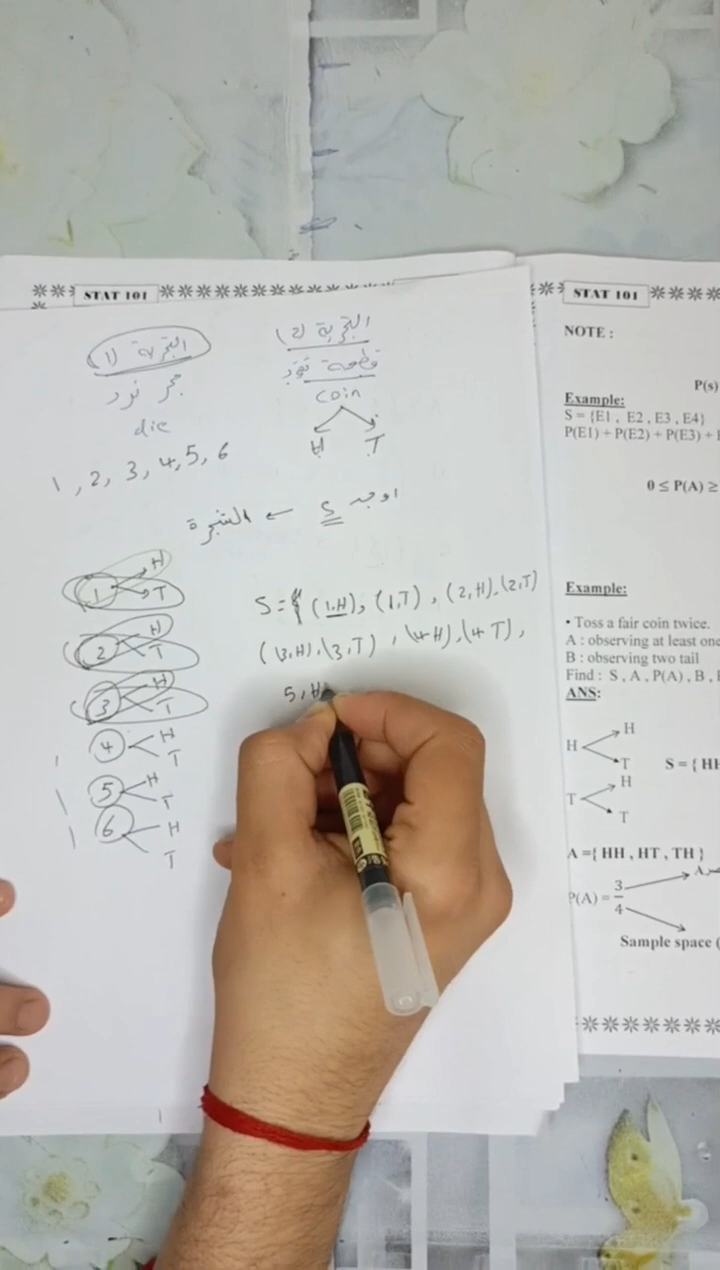 STAT 101
التجربة (1)
حجر نرد
die
1, 2, 3, 4, 5, 6
التجربة (2)
قطعة نقود
coin
H T
اوجد S ← الشجرة
1 H
T
2 H
T
3 H
T
4 H
T
5 H
T
6 H
T
S = { (1,H), (1,T), (2,H), (2,T)
(3,H), (3,T), (4,H), (4,T),
5, H
STAT 101
NOTE :
P(s)
Example:
S = {E1 , E2 , E3 , E4}
P(E1) + P(E2) + P(E3) +
0 ≤ P(A) ≥
Example:
• Toss a fair coin twice.
A : observing at least one
B : observing two tail
Find : S , A , P(A) , B ,
ANS:
H H
T
S = { HH
T H
T
A ={ HH , HT , TH }
P(A) = 3/4
Sample space (